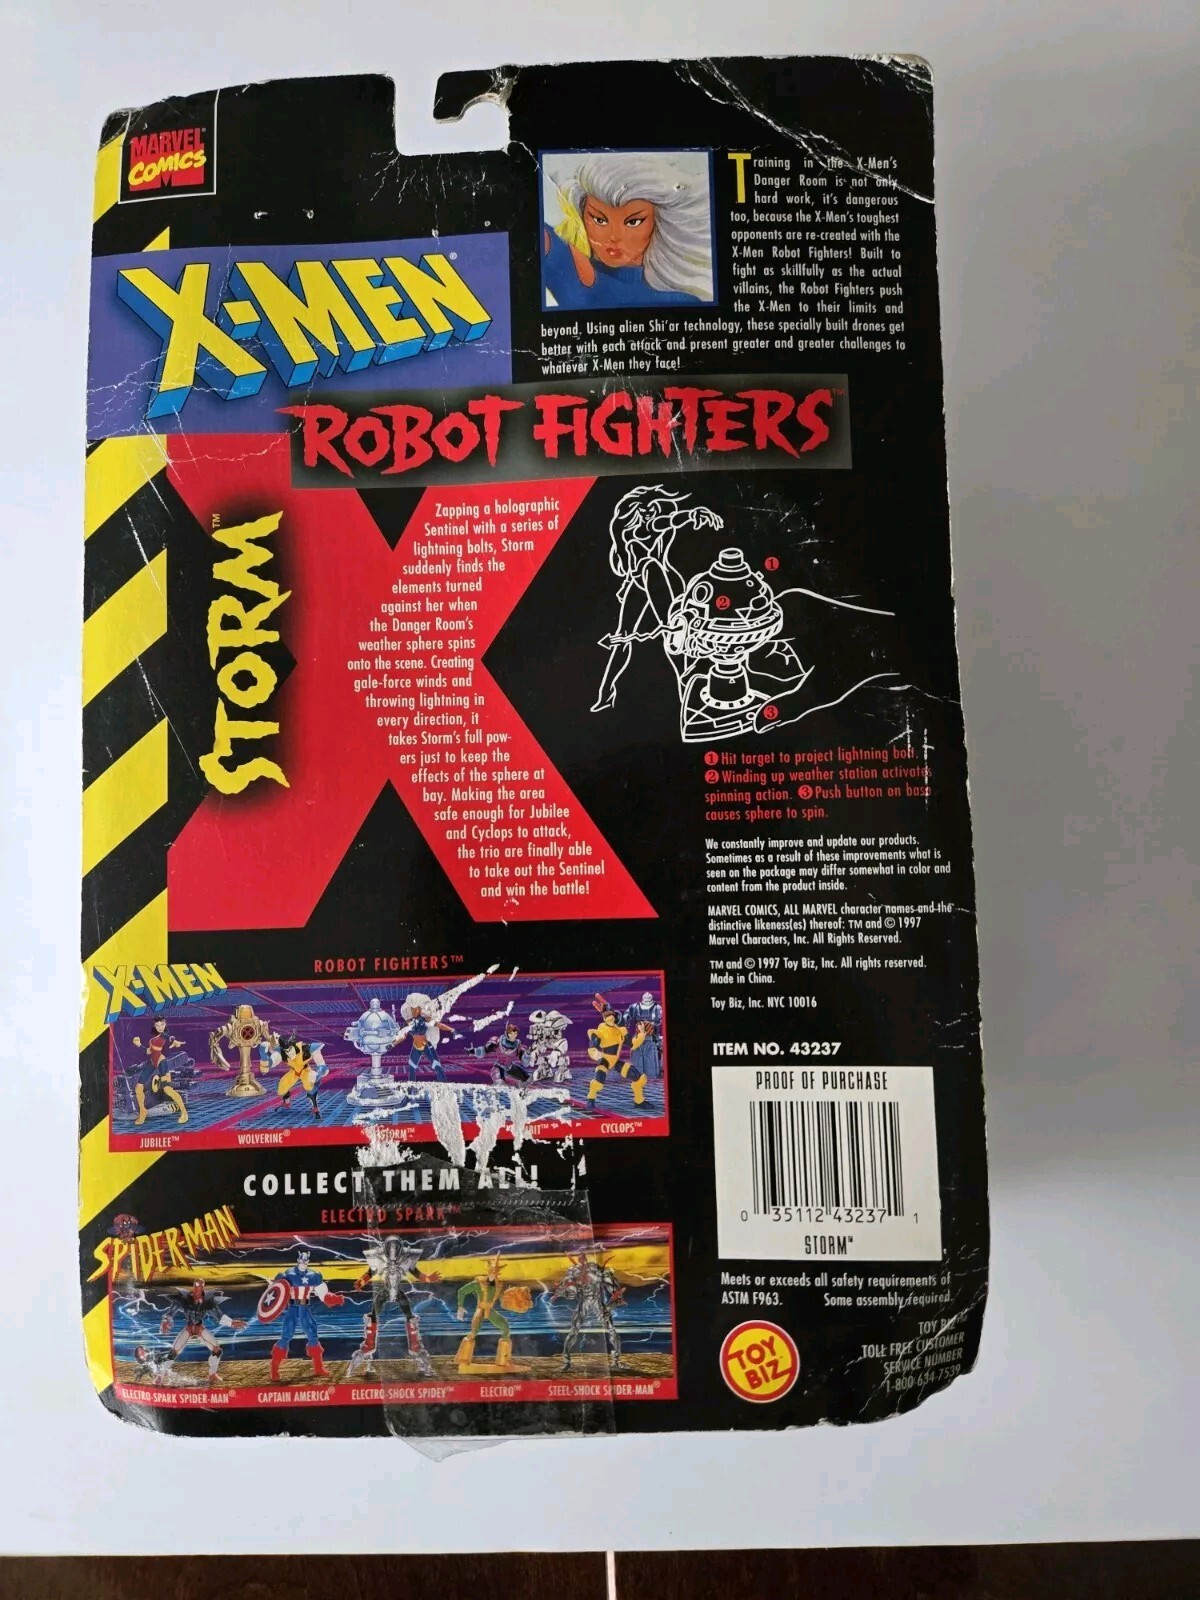 MARVEL
COMICS
X-MEN®
Training in the X-Men's
Danger Room is not only
hard work, it's dangerous
too, because the X-Men's toughest
opponents are re-created with the
X-Men Robot Fighters! Built to
fight as skillfully as the actual
villains, the Robot Fighters push
the X-Men to their limits and
beyond. Using alien Shi'ar technology, these specially built drones get
better with each attack and present greater and greater challenges to
whatever X-Men they face!
ROBOT FIGHTERS™
STORM™
Zapping a holographic
Sentinel with a series of
lightning bolts, Storm
suddenly finds the
elements turned
against her when
the Danger Room's
weather sphere spins
onto the scene. Creating
gale-force winds and
throwing lightning in
every direction, it
takes Storm's full pow-
ers just to keep the
effects of the sphere at
bay. Making the area
safe enough for Jubilee
and Cyclops to attack,
the trio are finally able
to take out the Sentinel
and win the battle!
1
2
3
1 Hit target to project lightning bolt.
2 Winding up weather station activates
spinning action. 3 Push button on base
causes sphere to spin.
We constantly improve and update our products.
Sometimes as a result of these improvements what is
seen on the package may differ somewhat in color and
content from the product inside.
MARVEL COMICS, ALL MARVEL character names and the
distinctive likeness(es) thereof: TM and © 1997
Marvel Characters, Inc. All Rights Reserved.
TM and © 1997 Toy Biz, Inc. All rights reserved.
Made in China.
Toy Biz, Inc. NYC 10016
ITEM NO. 43237
PROOF OF PURCHASE
0 35112 43237 1
STORM™
Meets or exceeds all safety requirements of
ASTM F963. Some assembly required.
TOY BIZ
TOY BIZ™
TOLL FREE CUSTOMER
SERVICE NUMBER
1-800-634-7539
X-MEN
ROBOT FIGHTERS™
JUBILEE™ WOLVERINE® STORM™ CYCLOPS™
COLLECT THEM ALL!
SPIDER-MAN
ELECTRO SPARK™
ELECTRO-SPARK SPIDER-MAN® CAPTAIN AMERICA® ELECTRO-SHOCK SPIDEY™ ELECTRO™ STEEL-SHOCK SPIDER-MAN®